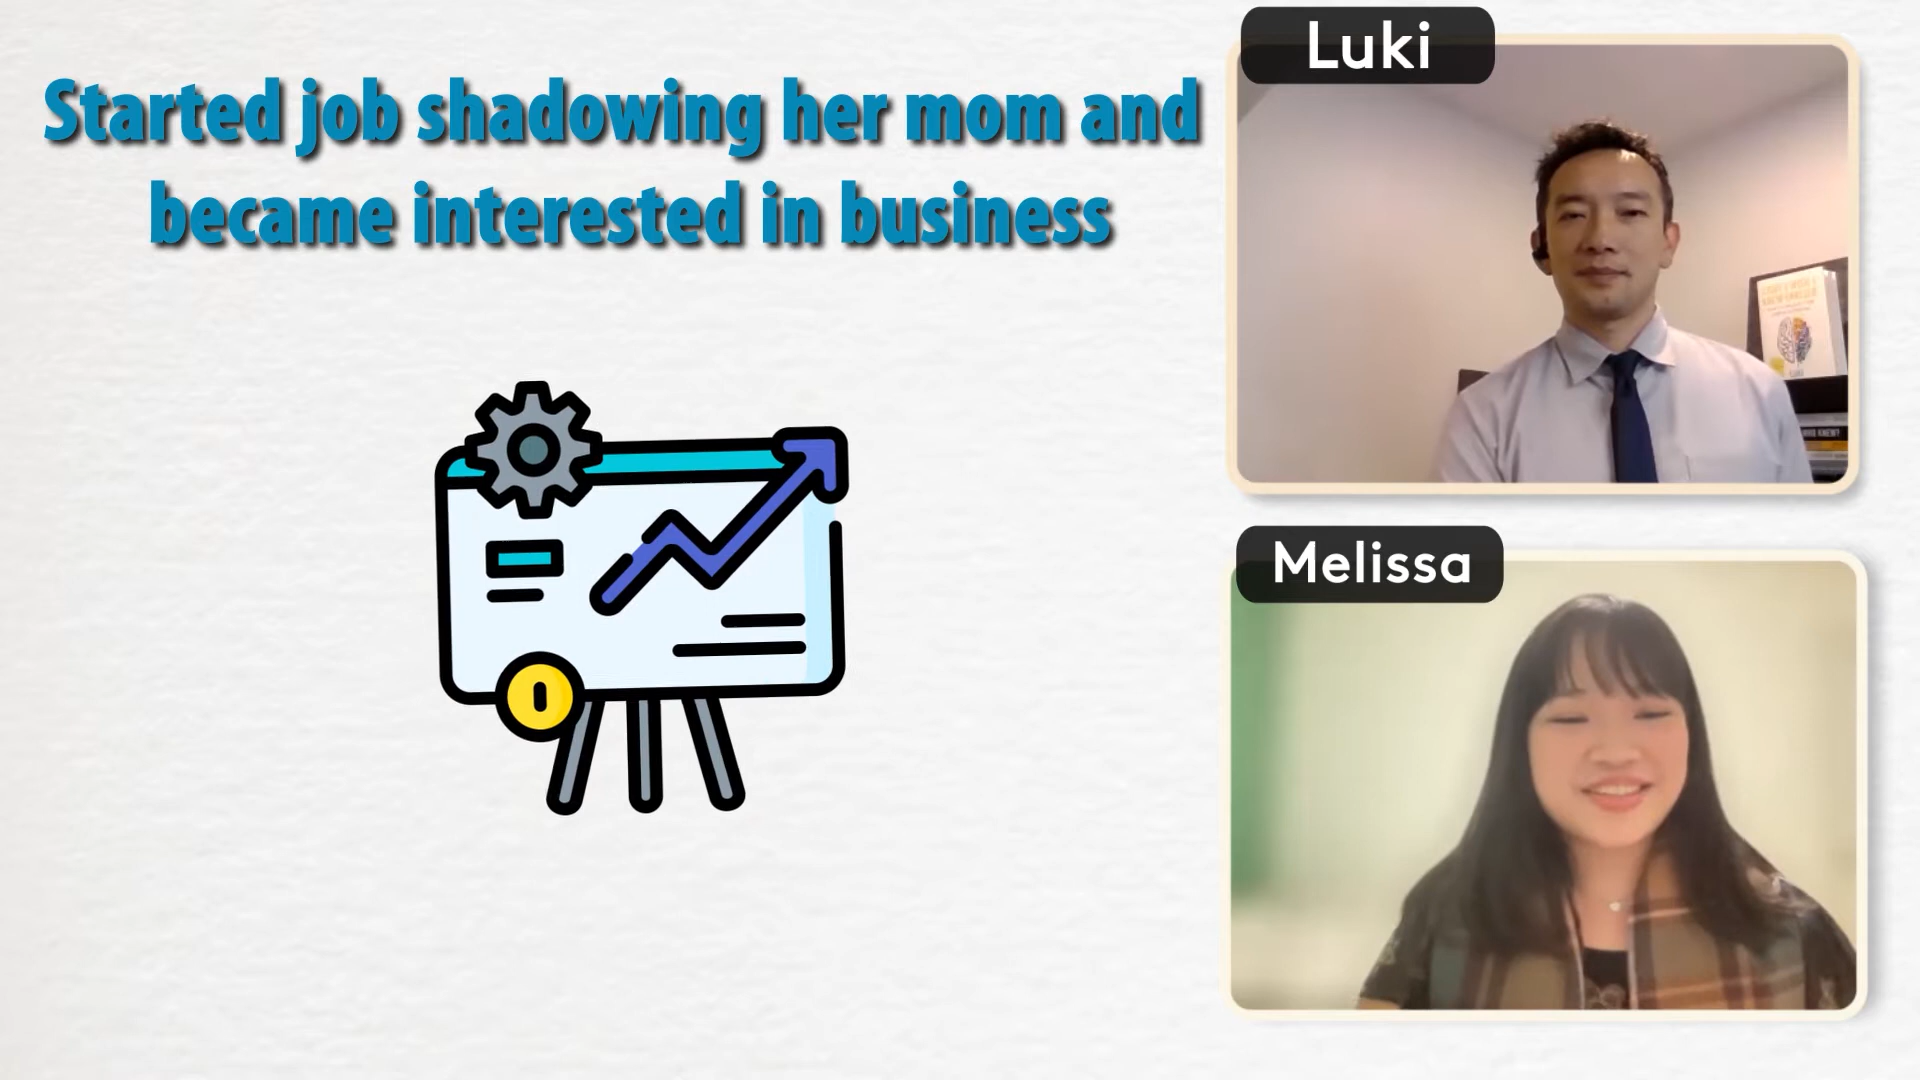 Started job shadowing her mom and
became interested in business
Luki
Melissa